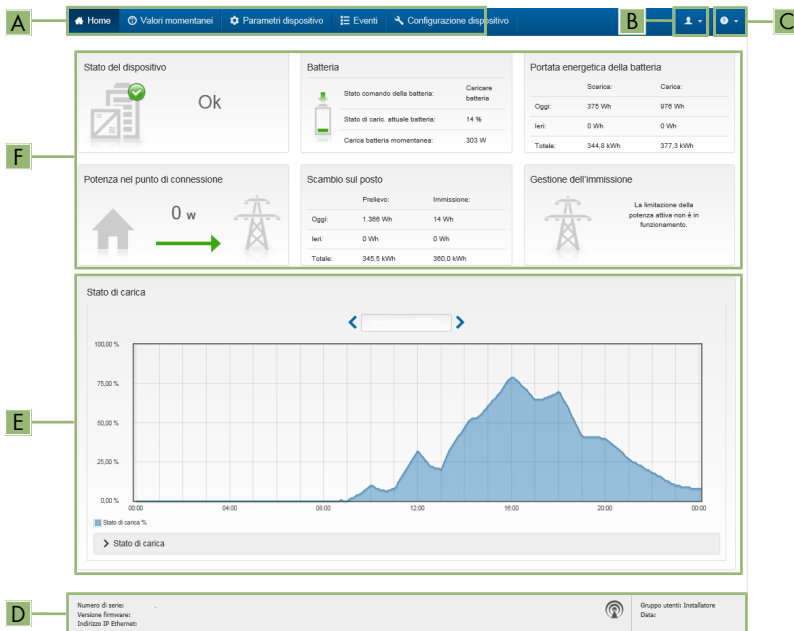 A
Home
Valori momentanei
Parametri dispositivo
Eventi
Configurazione dispositivo
B
C
F
Stato del dispositivo
Ok
Batteria
Stato comando della batterie: Caricare batteria
Stato di caric. attuale batteria: 14 %
Carica batteria momentanea: 303 W
Portata energetica della batteria
Scarica: Carica:
Oggi: 375 Wh 976 Wh
Ieri: 0 Wh 0 Wh
Totale: 344,8 kWh 377,3 kWh
Potenza nel punto di connessione
0 w
Scambio sul posto
Prelievo: Immissione:
Oggi: 1.366 Wh 14 Wh
Ieri: 0 Wh 0 Wh
Totale: 345,5 kWh 360,0 kWh
Gestione dell'immissione
La limitazione della
potenza attiva non è in
funzionamento.
E
Stato di carica
100,00 %
75,00 %
50,00 %
25,00 %
0,00 %
00:00 04:00 08:00 12:00 16:00 20:00 00:00
Stato di carica %
Stato di carica
D
Numero di serie:
Versione firmware:
Indirizzo IP Ethernet:
Gruppo utenti: Installatore
Data: